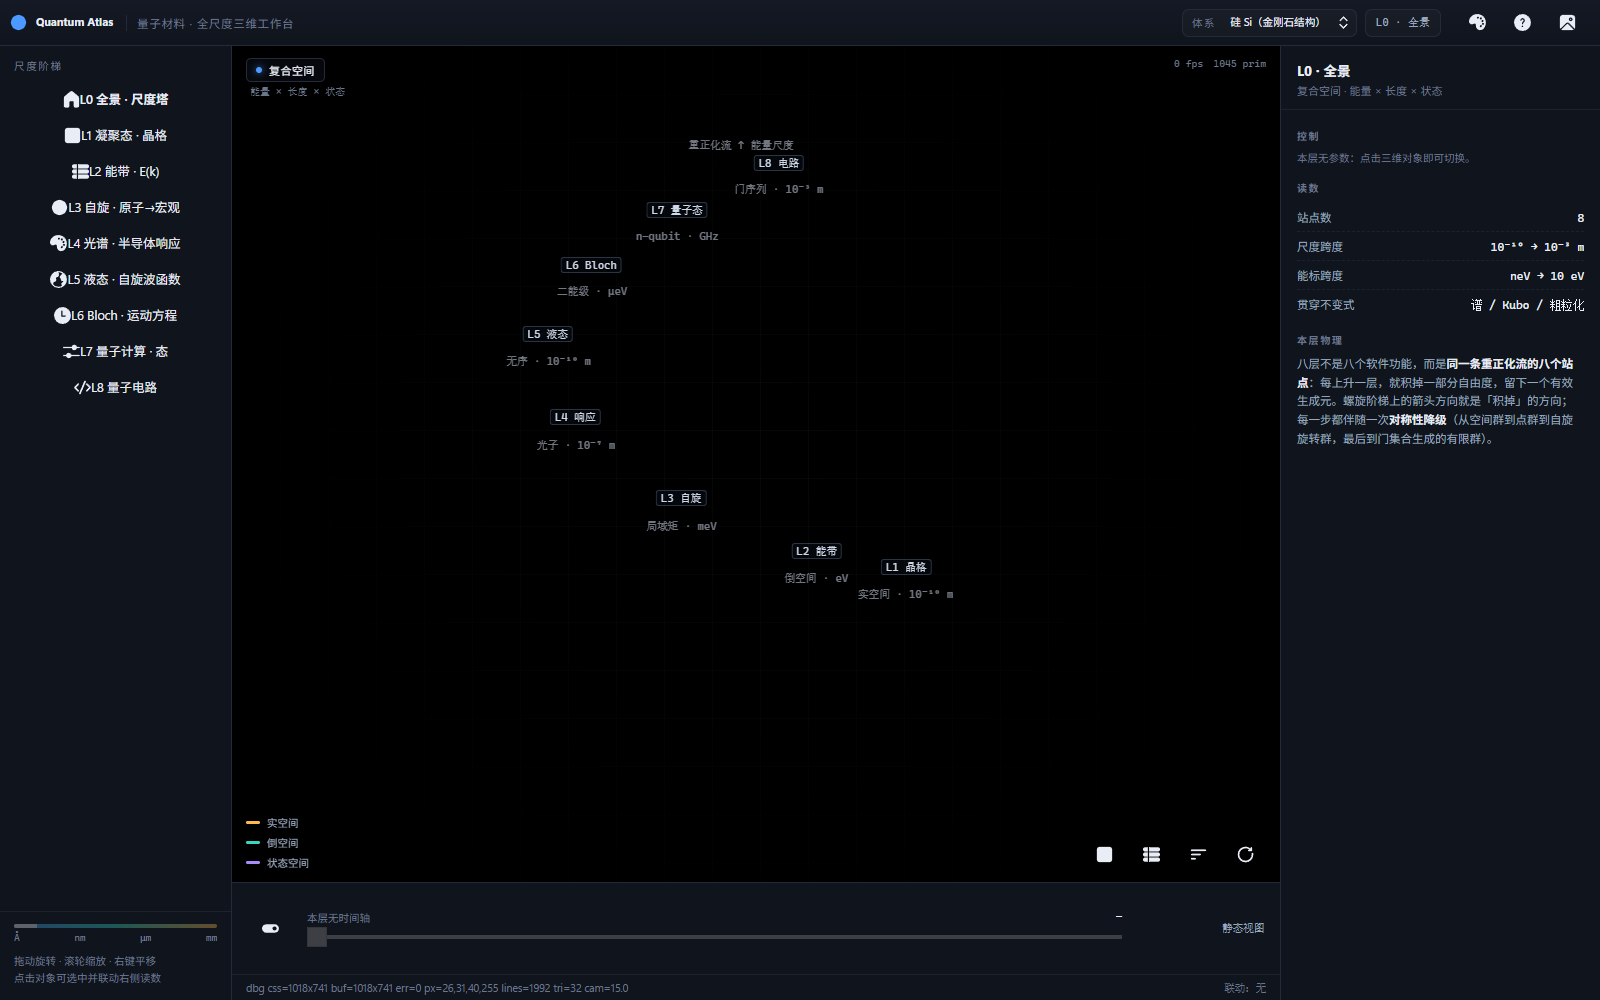 Quantum Atlas
量子材料 · 全尺度三维工作台
体系
硅 Si（金刚石结构）
L0 · 全景
尺度阶梯
L0 全景 · 尺度塔
L1 凝聚态 · 晶格
L2 能带 · E(k)
L3 自旋 · 原子→宏观
L4 光谱 · 半导体响应
L5 液态 · 自旋波函数
L6 Bloch · 运动方程
L7 量子计算 · 态
L8 量子电路
Å nm μm mm
拖动旋转 · 滚轮缩放 · 右键平移
点击对象可选中并联动右侧读数
复合空间
能量 × 长度 × 状态
0 fps 1045 prim
重正化流 ↑ 能量尺度
L8 电路
门序列 · 10⁻³ m
L7 量子态
n-qubit · GHz
L6 Bloch
二能级 · μeV
L5 液态
无序 · 10⁻¹⁰ m
L4 响应
光子 · 10⁻⁷ m
L3 自旋
局域矩 · meV
L2 能带
倒空间 · eV
L1 晶格
实空间 · 10⁻¹⁰ m
实空间
倒空间
状态空间
本层无时间轴
—
静态视图
dbg css=1018x741 buf=1018x741 err=0 px=26,31,40,255 lines=1992 tri=32 cam=15.0
联动：无
L0 · 全景
复合空间 · 能量 × 长度 × 状态
控制
本层无参数：点击三维对象即可切换。
读数
站点数 8
尺度跨度 10⁻¹⁰ → 10⁻³ m
能标跨度 neV → 10 eV
贯穿不变式 谱 / Kubo / 粗粒化
本层物理
八层不是八个软件功能，而是同一条重正化流的八个站
点：每上升一层，就积掉一部分自由度，留下一个有效
生成元。螺旋阶梯上的箭头方向就是「积掉」的方向；
每一步都伴随一次对称性降级（从空间群到点群到自旋
旋转群，最后到门集合生成的有限群）。